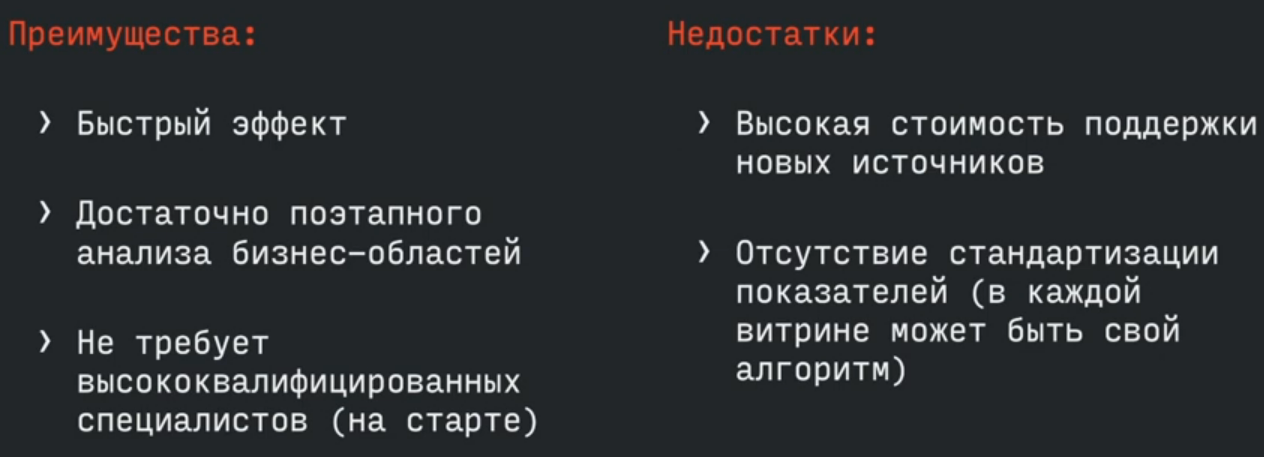 Преимущества:
› Быстрый эффект
› Достаточно поэтапного
анализа бизнес–областей
› Не требует
высококвалифицированных
специалистов (на старте)
Недостатки:
› Высокая стоимость поддержки
новых источников
› Отсутствие стандартизации
показателей (в каждой
витрине может быть свой
алгоритм)